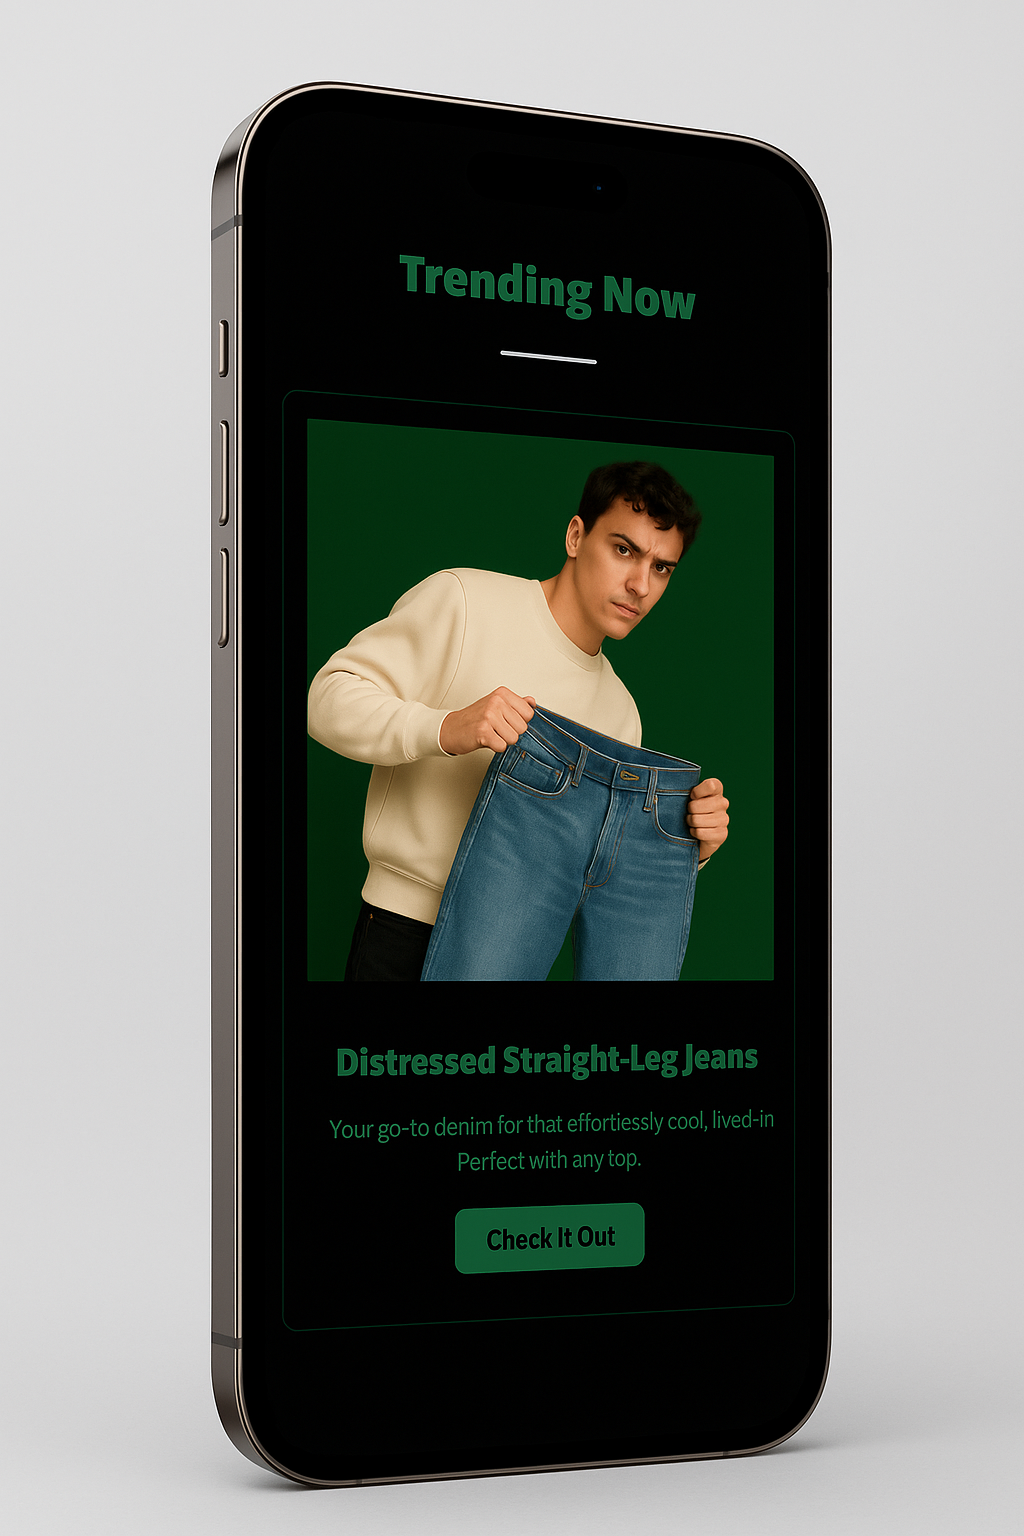 Trending Now
Distressed Straight-Leg Jeans
Your go-to denim for that effortlessly cool, lived-in
Perfect with any top.
Check It Out